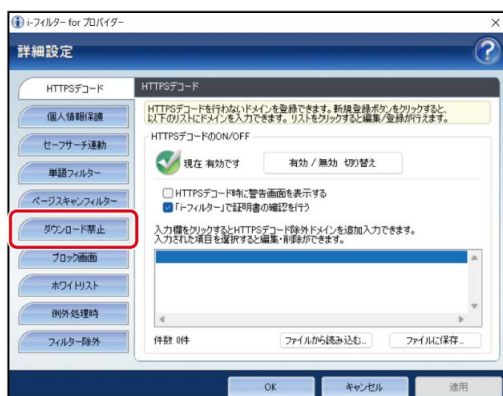 i-フィルター for プロバイダー
詳細設定
HTTPSデコード
個人情報保護
セーフサーチ連動
単語フィルター
ページスキャンフィルター
ダウンロード禁止
ブロック画面
ホワイトリスト
例外処理時
フィルター除外
HTTPSデコード
HTTPSデコードを行わないドメインを登録できます。新規登録ボタンをクリックすると、
以下のリストにドメインを入力できます。リストをクリックすると編集/登録が行えます。
HTTPSデコードのON/OFF
現在 有効です
有効 / 無効 切り替え
HTTPSデコード時に警告画面を表示する
「i-フィルター」で証明書の確認を行う
入力欄をクリックするとHTTPSデコード除外ドメインを追加入力できます。
入力された項目を選択すると編集・削除ができます。
件数 0件
ファイルから読み込む...
ファイルに保存...
OK
キャンセル
適用